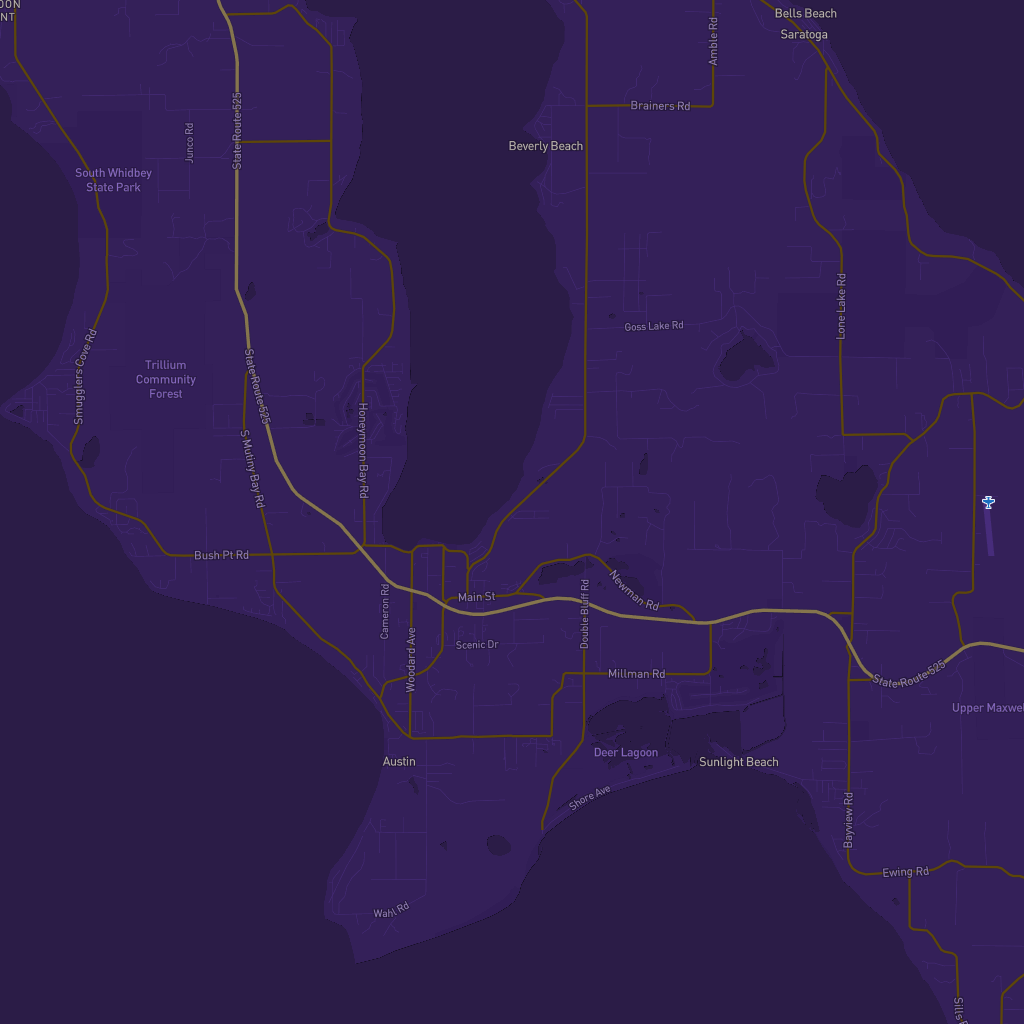 DON
NT
Bells Beach
Saratoga
Amble Rd
Brainers Rd
State Route 525
Junco Rd
Beverly Beach
South Whidbey
State Park
Lone Lake Rd
Goss Lake Rd
Smugglers Cove Rd
Trillium
Community
Forest
State Route 525
Honeymoon Bay Rd
S Mutiny Bay Rd
Bush Pt Rd
Main St
Newman Rd
Cameron Rd
Double Bluff Rd
Woodard Ave
Scenic Dr
Millman Rd
State Route 525
Upper Maxwel
Deer Lagoon
Austin
Sunlight Beach
Shore Ave
Bayview Rd
Ewing Rd
Wahl Rd
Sills R